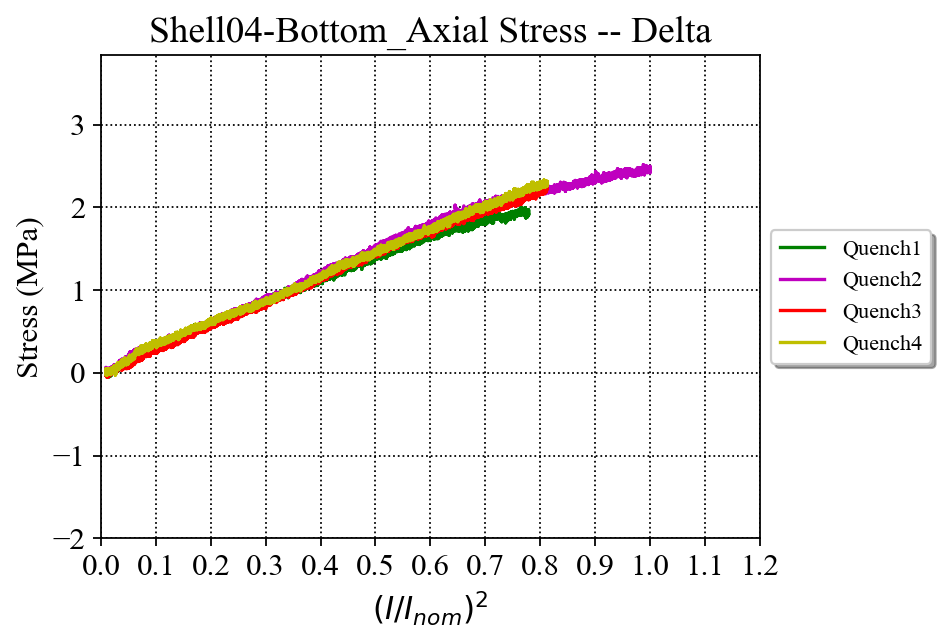 Shell04-Bottom_Axial Stress -- Delta
Stress (MPa)
3
2
1
0
−1
−2
0.0 0.1 0.2 0.3 0.4 0.5 0.6 0.7 0.8 0.9 1.0 1.1 1.2
(I/I_{nom})^2
Quench1
Quench2
Quench3
Quench4